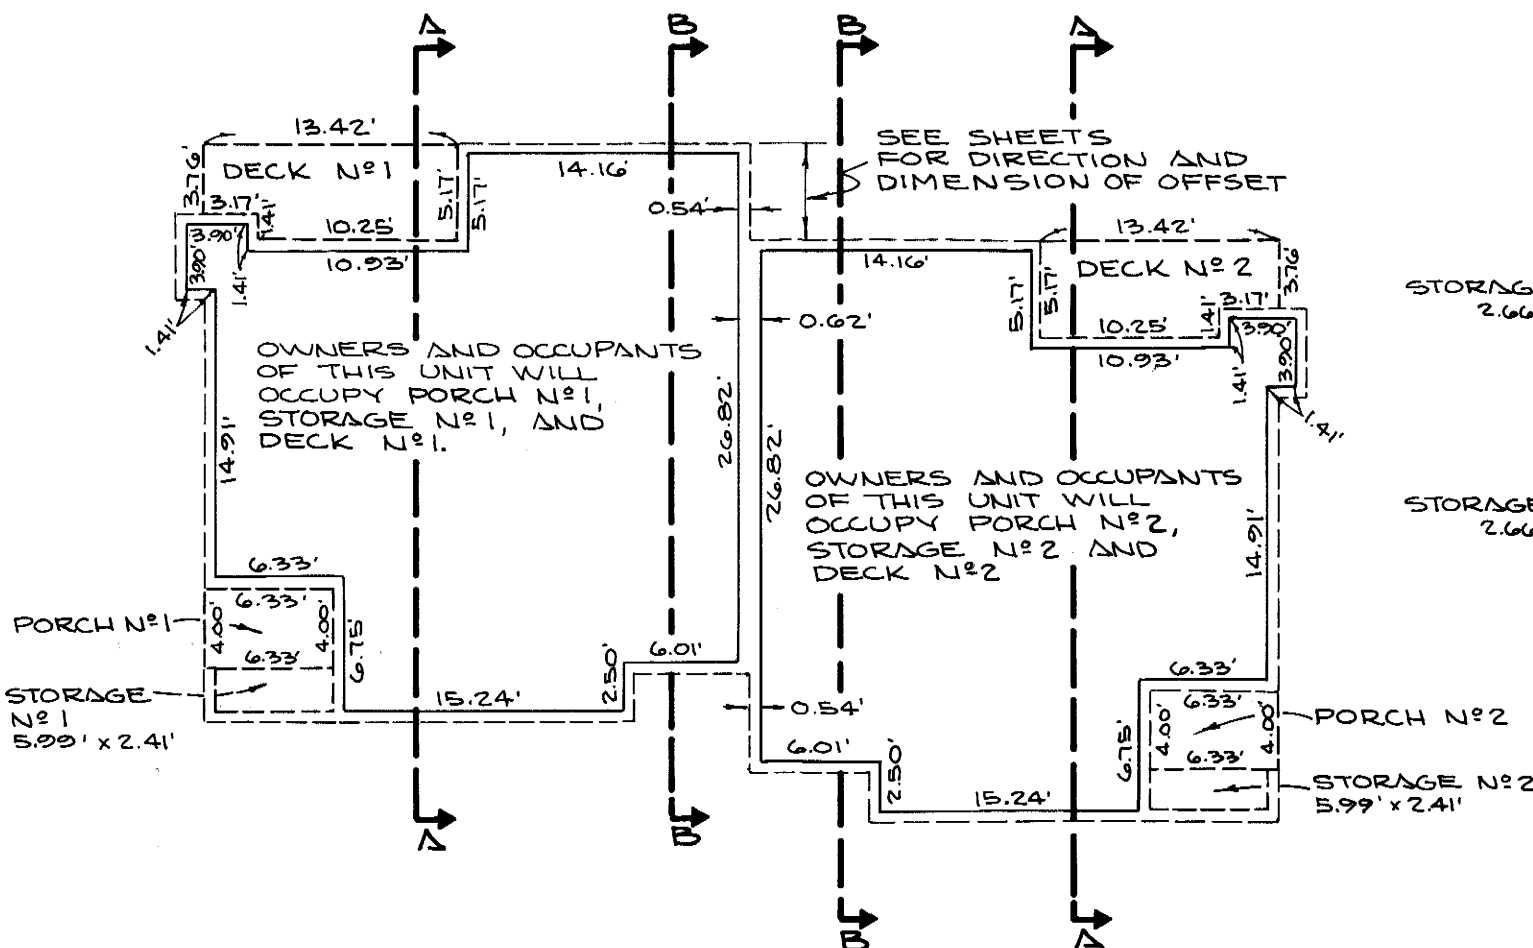 A
B
B
A
13.42'
DECK Nº1
3.76'
3.17'
1.41'
10.25'
5.17'
5.17'
14.16'
0.54'
SEE SHEETS
FOR DIRECTION AND
DIMENSION OF OFFSET
3.90'
3.90'
1.41'
1.41'
10.93'
13.42'
14.16'
DECK Nº2
3.76'
5.17'
5.17'
1.41'
3.17'
10.25'
10.93'
3.90'
3.90'
1.41'
1.41'
0.62'
STORAG
2.66
OWNERS AND OCCUPANTS
OF THIS UNIT WILL
OCCUPY PORCH Nº1,
STORAGE Nº1, AND
DECK Nº1.
14.91'
26.82'
26.82'
OWNERS AND OCCUPANTS
OF THIS UNIT WILL
OCCUPY PORCH Nº2,
STORAGE Nº2 AND
DECK Nº2
14.91'
STORAGE
2.66
6.33'
6.33'
PORCH Nº1
4.00'
4.00'
6.75'
6.33'
STORAGE
Nº1
5.99' x 2.41'
15.24'
2.50'
6.01'
0.54'
6.01'
2.50'
15.24'
6.33'
6.33'
6.75'
4.00'
4.00'
PORCH Nº2
6.33'
STORAGE Nº2
5.99' x 2.41'
A
B
B
A